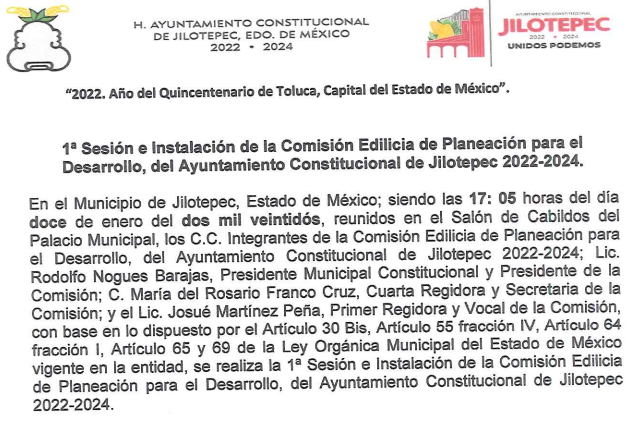 H. AYUNTAMIENTO CONSTITUCIONAL
DE JILOTEPEC, EDO. DE MÉXICO
2022 - 2024
AYUNTAMIENTO CONSTITUCIONAL
JILOTEPEC
2022 - 2024
UNIDOS PODEMOS
"2022. Año del Quincentenario de Toluca, Capital del Estado de México".
1ª Sesión e Instalación de la Comisión Edilicia de Planeación para el
Desarrollo, del Ayuntamiento Constitucional de Jilotepec 2022-2024.
En el Municipio de Jilotepec, Estado de México; siendo las 17: 05 horas del día
doce de enero del dos mil veintidós, reunidos en el Salón de Cabildos del
Palacio Municipal, los C.C. Integrantes de la Comisión Edilicia de Planeación para
el Desarrollo, del Ayuntamiento Constitucional de Jilotepec 2022-2024; Lic.
Rodolfo Nogues Barajas, Presidente Municipal Constitucional y Presidente de
la Comisión; C. María del Rosario Franco Cruz, Cuarta Regidora y Secretaria de la
Comisión; y el Lic. Josué Martínez Peña, Primer Regidor y Vocal de la Comisión,
con base en lo dispuesto por el Artículo 30 Bis, Artículo 55 fracción IV, Artículo 64
fracción I, Artículo 65 y 69 de la Ley Orgánica Municipal del Estado de México
vigente en la entidad, se realiza la 1ª Sesión e Instalación de la Comisión Edilicia
de Planeación para el Desarrollo, del Ayuntamiento Constitucional de Jilotepec
2022-2024.